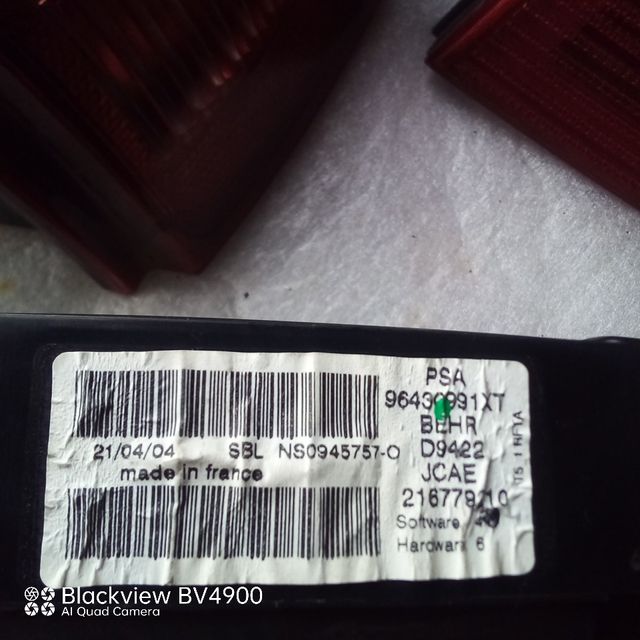 PSA
BEHR
21/04/04 SBL NS0945757-O
D9422
made in france
JCAE
Software
Hardware 6
Blackview BV4900
AI Quad Camera